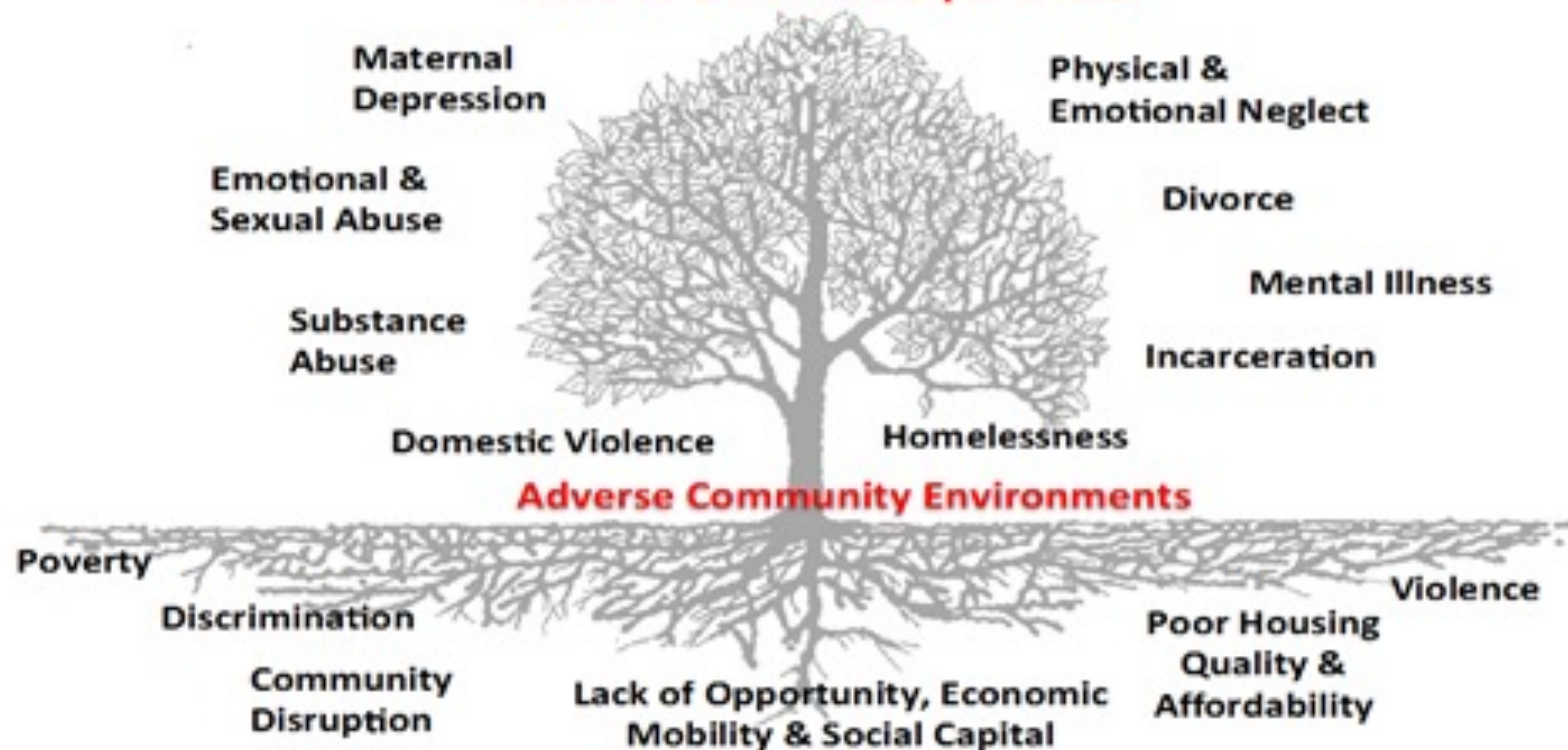 Maternal
Depression
Physical &
Emotional Neglect
Emotional &
Sexual Abuse
Divorce
Mental Illness
Substance
Abuse
Incarceration
Domestic Violence
Homelessness
Adverse Community Environments
Poverty
Violence
Discrimination
Poor Housing
Quality &
Affordability
Community
Disruption
Lack of Opportunity, Economic
Mobility & Social Capital